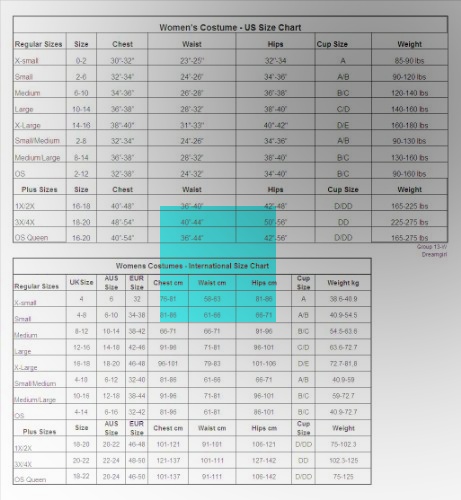 Women's Costume - US Size Chart
Regular Sizes Size Chest Waist Hips Cup Size Weight
X-small 0-2 30"-32" 23"-25" 32"-34 A 85-90 lbs
Small 2-6 32"-34" 24"-26" 34"-36" A/B 90-120 lbs
Medium 6-10 34"-36" 26"-28" 36"-38" B/C 120-140 lbs
Large 10-14 36"-38" 28"-32" 38"-40" C/D 140-160 lbs
X-Large 14-16 38"-40" 31"-33" 40"-42" D/E 160-180 lbs
Small/Medium 2-8 32"-34" 24"-26" 34"-36" A/B 90-130 lbs
Medium/Large 8-14 36"-38" 28"-32" 36"-40" B/C 130-160 lbs
OS 2-12 32"-38" 24"-32" 34"-40" B/C 90-160 lbs
Plus Sizes Size Chest Waist Hips Cup Size Weight
1X/2X 16-18 40"-48" 36"-40" 42"-48" D/DD 165-225 lbs
3X/4X 18-20 48"-54" 40"-44" 50"-56" DD 225-275 lbs
OS Queen 16-20 40"-54" 36"-44" 42"-56" D/DD 165-275 lbs
Dreamgirl
Womens Costumes - International Size Chart
Regular Sizes UK Size AUS Size EUR Size Chest cm Waist cm Hips cm Cup Size Weight kg
X-small 4 6 32 76-81 58-63 81-86 A 38.6-40.9
Small 4-8 6-10 34-38 81-86 61-66 86-71 A/B 40.9-54.5
Medium 8-12 10-14 38-42 66-71 66-71 91-96 B/C 54.5-63.6
Large 12-16 14-18 42-46 91-96 71-81 96-101 C/D 63.6-72.7
X-Large 16-18 18-20 46-48 96-101 79-83 101-106 D/E 72.7-81.8
Small/Medium 4-10 6-12 32-40 81-86 61-66 86-71 A/B 40.9-59
Medium/Large 10-16 12-18 38-44 91-96 71-81 96-101 B/C 59-72.7
OS 4-14 6-16 32-42 81-96 61-81 86-101 B/C 40.9-72.7
Plus Sizes Size AUS Size EUR Size Chest cm Waist cm Hips cm Cup Size Weight
1X/2X 18-20 20-22 46-48 101-121 91-101 106-121 D/DD 75-102.3
3X/4X 20-22 22-24 48-50 121-137 101-111 127-142 DD 102.3-125
OS Queen 18-22 20-24 46-50 101-137 91-111 106-142 D/DD 75-125